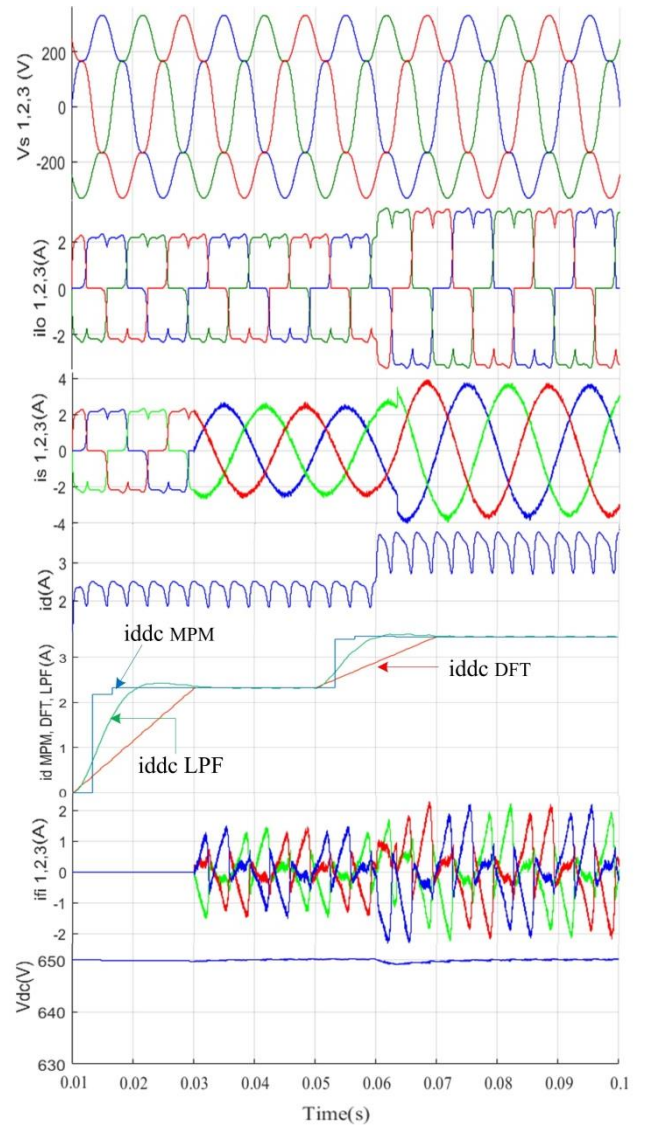 Vs 1,2,3 (V)
200
0
-200
ilo 1,2,3(A)
2
0
-2
is 1,2,3(A)
4
2
0
-2
-4
id(A)
3
2
id MPM, DFT, LPF(A)
3
2
1
0
iddc MPM
iddc DFT
iddc LPF
ifi 1,2,3(A)
2
1
0
-1
-2
Vdc(V)
650
640
630
0.01 0.02 0.03 0.04 0.05 0.06 0.07 0.08 0.09 0.1
Time(s)